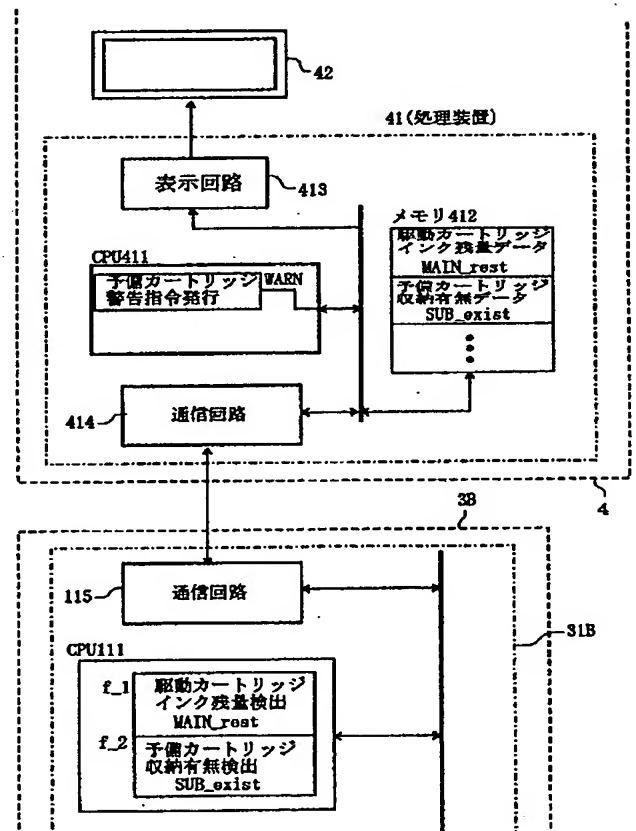 42
41(処理装置)
表示回路
413
メモリ412
駆動カートリッジ
インク残量データ
MAIN_rest
予備カートリッジ
収納有無データ
SUB_exist
CPU411
予備カートリッジ
警告指令発行
WARN
414
通信回路
4
3B
115
通信回路
31B
CPU111
f_1
駆動カートリッジ
インク残量検出
MAIN_rest
f_2
予備カートリッジ
収納有無検出
SUB_exist